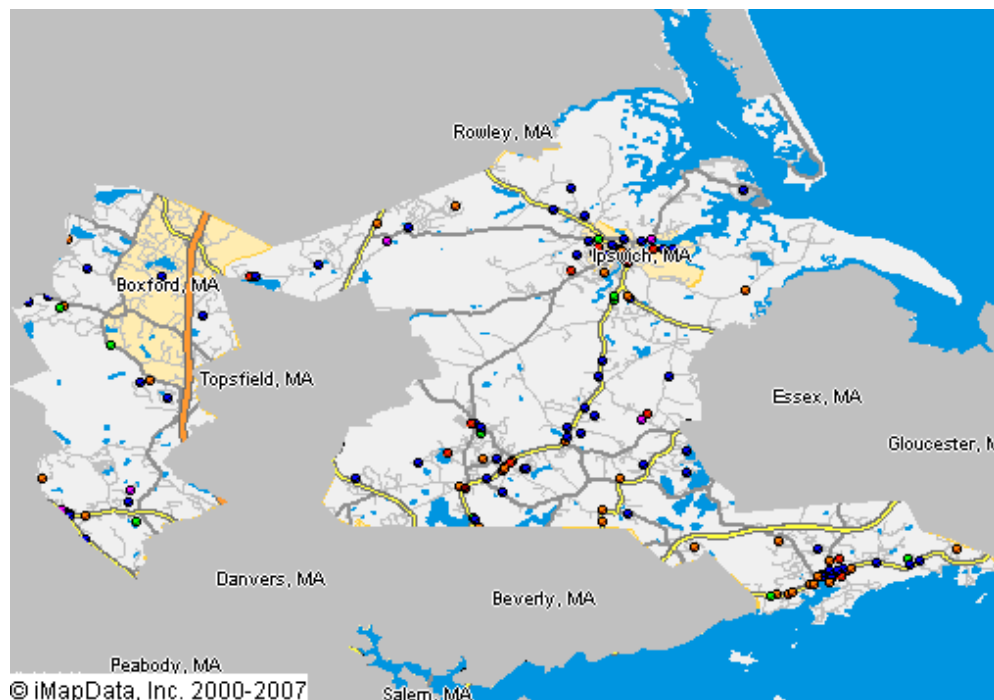 Rowley, MA
Ipswich, MA
Boxford, MA
Topsfield, MA
Essex, MA
Gloucester, M
Danvers, MA
Beverly, MA
Peabody, MA
Salem, MA
© iMapData, Inc. 2000-2007